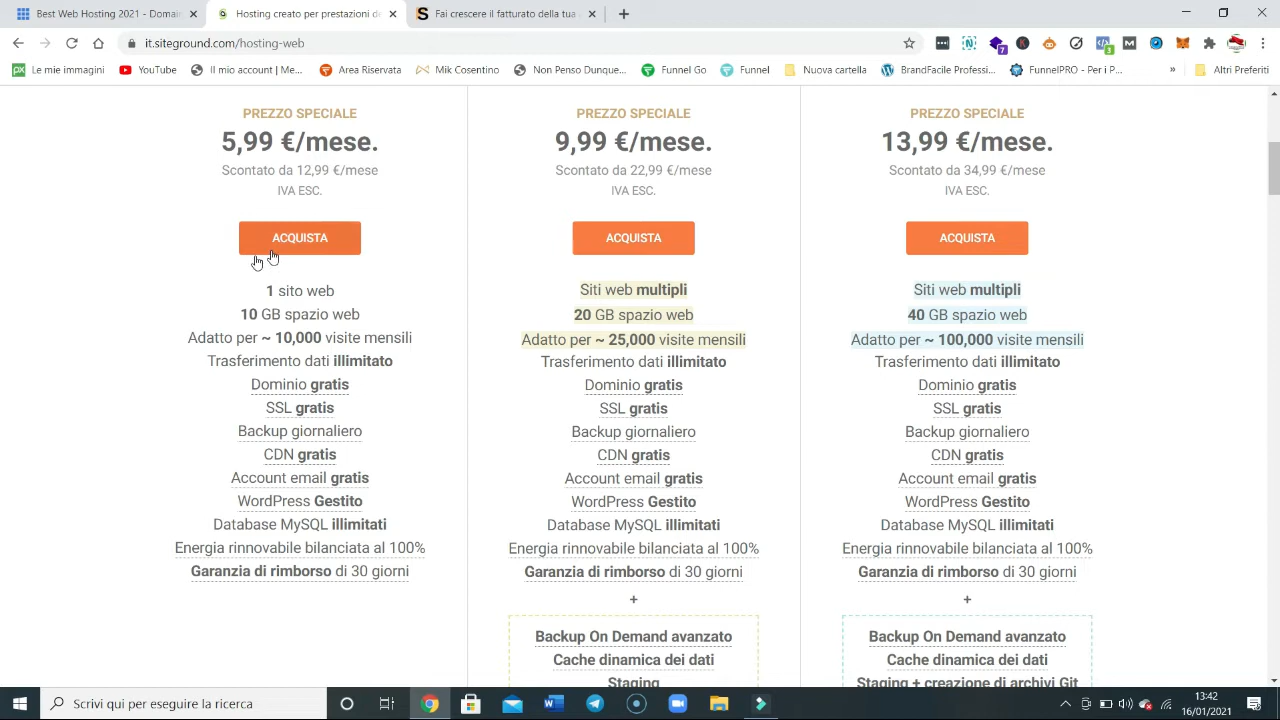 Best Web Hosting 2021 - Domain
Hosting creato per prestazioni de
Fai crescere il fatturato della tua
it.siteground.com/hosting-web
Le mie immagini
YouTube
Il mio account | Me...
Area Riservata
Mik Cosentino
Non Penso Dunque...
Funnel Go
Funnel
Nuova cartella
BrandFacile Professi...
FunnelPRO - Per i P...
»
Altri Preferiti
PREZZO SPECIALE
5,99 €/mese.
Scontato da 12,99 €/mese
IVA ESC.
ACQUISTA
1 sito web
10 GB spazio web
Adatto per ~ 10,000 visite mensili
Trasferimento dati illimitato
Dominio gratis
SSL gratis
Backup giornaliero
CDN gratis
Account email gratis
WordPress Gestito
Database MySQL illimitati
Energia rinnovabile bilanciata al 100%
Garanzia di rimborso di 30 giorni
PREZZO SPECIALE
9,99 €/mese.
Scontato da 22,99 €/mese
IVA ESC.
ACQUISTA
Siti web multipli
20 GB spazio web
Adatto per ~ 25,000 visite mensili
Trasferimento dati illimitato
Dominio gratis
SSL gratis
Backup giornaliero
CDN gratis
Account email gratis
WordPress Gestito
Database MySQL illimitati
Energia rinnovabile bilanciata al 100%
Garanzia di rimborso di 30 giorni
+
Backup On Demand avanzato
Cache dinamica dei dati
Staging
PREZZO SPECIALE
13,99 €/mese.
Scontato da 34,99 €/mese
IVA ESC.
ACQUISTA
Siti web multipli
40 GB spazio web
Adatto per ~ 100,000 visite mensili
Trasferimento dati illimitato
Dominio gratis
SSL gratis
Backup giornaliero
CDN gratis
Account email gratis
WordPress Gestito
Database MySQL illimitati
Energia rinnovabile bilanciata al 100%
Garanzia di rimborso di 30 giorni
+
Backup On Demand avanzato
Cache dinamica dei dati
Staging + creazione di archivi Git
Scrivi qui per eseguire la ricerca
13:42
16/01/2021